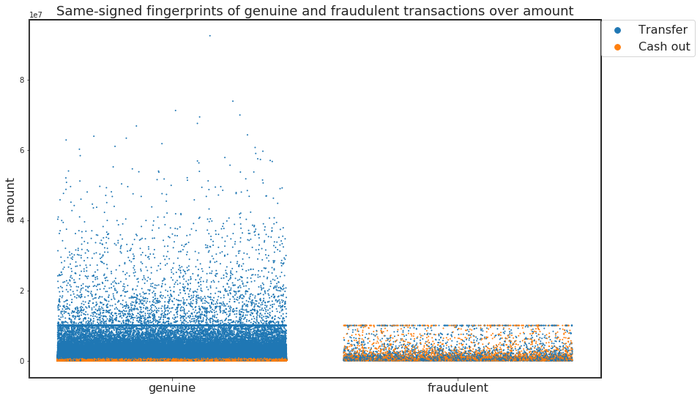 Same-signed fingerprints of genuine and fraudulent transactions over amount
1e7
Transfer
Cash out
8
6
4
2
0
amount
genuine
fraudulent